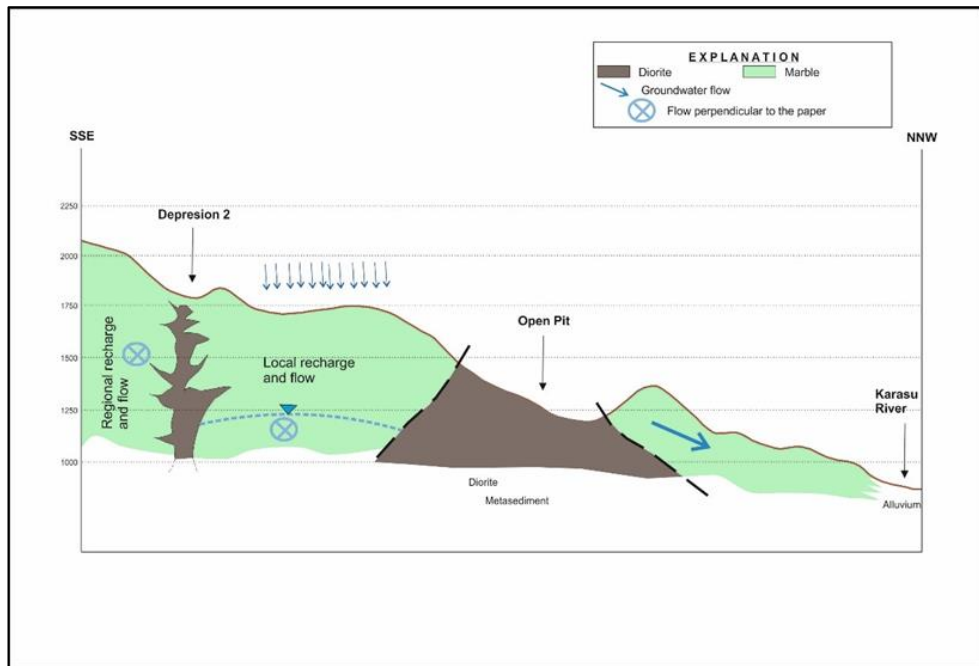 EXPLANATION
Diorite
Marble
Groundwater flow
Flow perpendicular to the paper
SSE
NNW
2250
2000
1750
1500
1250
1000
Depresion 2
Open Pit
Karasu
River
Regional recharge
and flow
Local recharge
and flow
Diorite
Metasediment
Alluvium